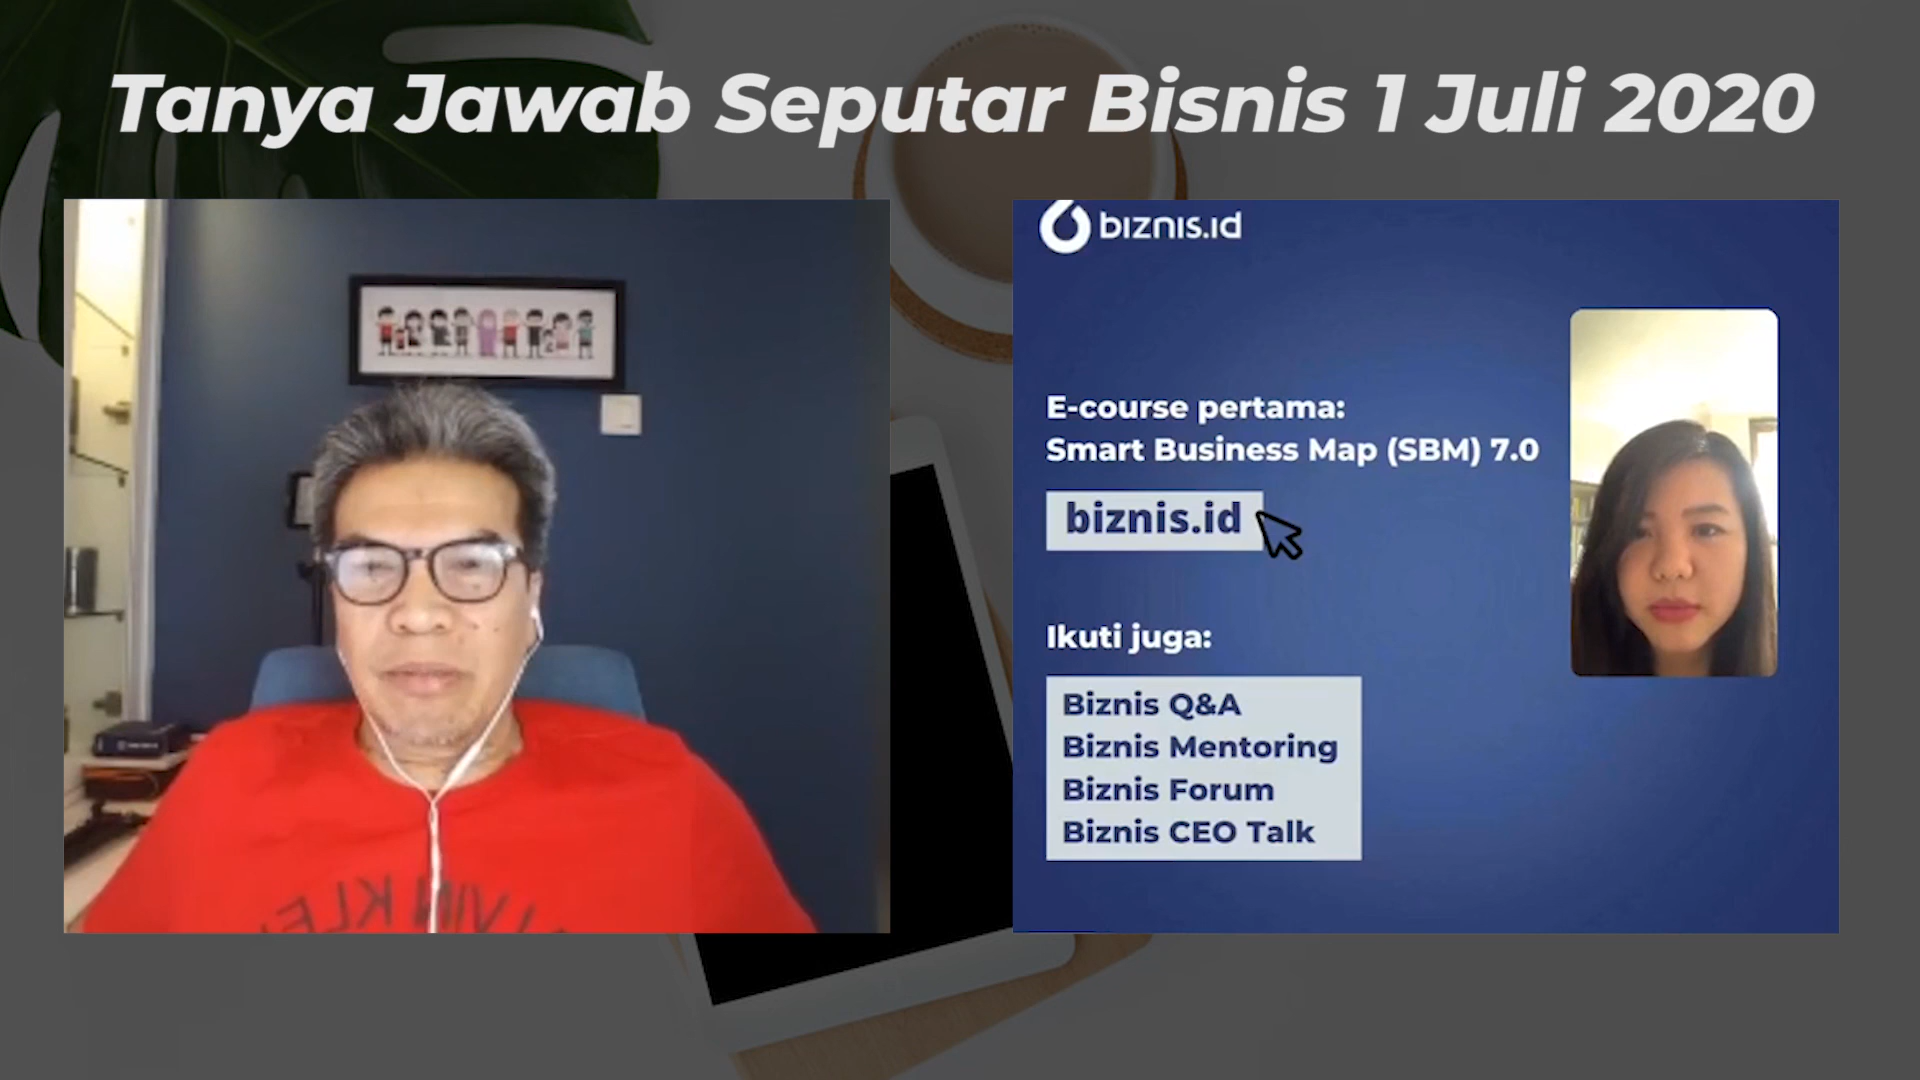 Tanya Jawab Seputar Bisnis 1 Juli 2020
biznis.id
E-course pertama:
Smart Business Map (SBM) 7.0
biznis.id
Ikuti juga:
Biznis Q&A
Biznis Mentoring
Biznis Forum
Biznis CEO Talk